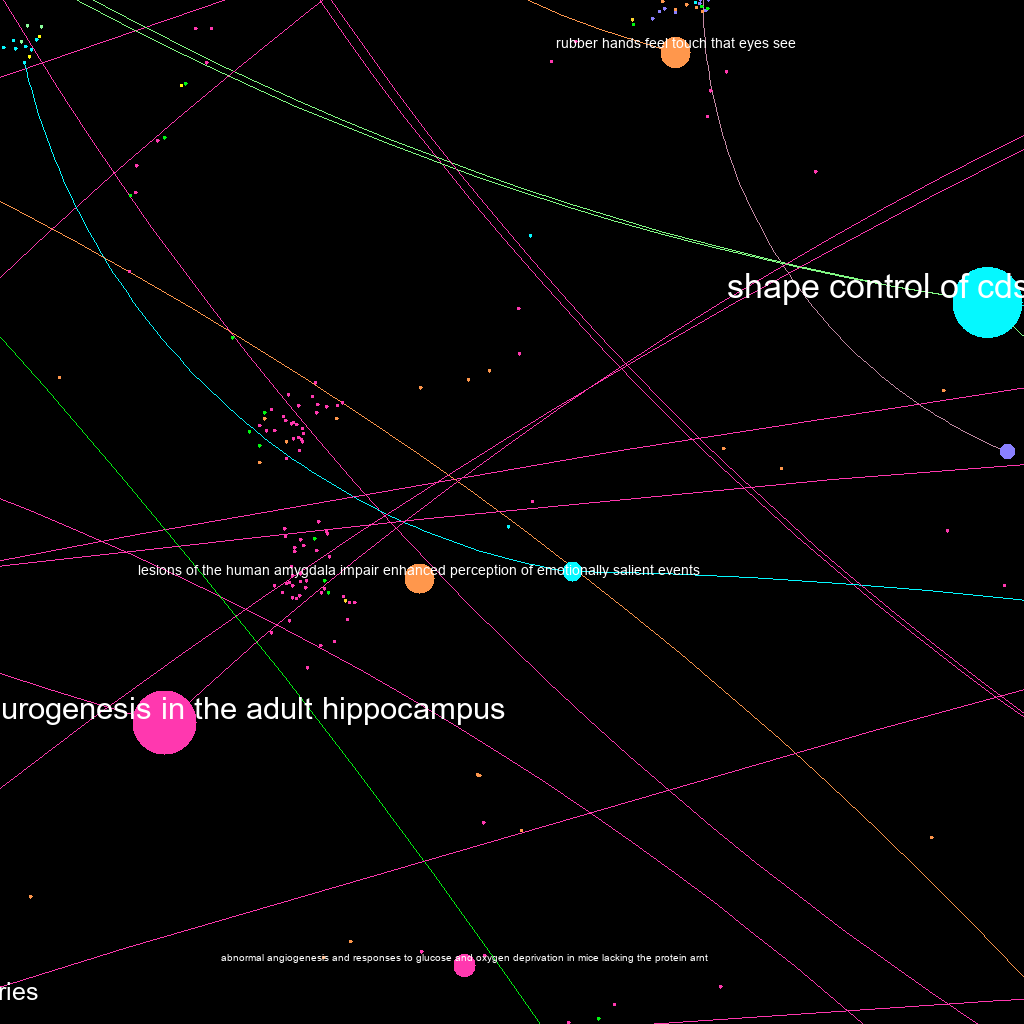 rubber hands feel touch that eyes see
shape control of cds
lesions of the human amygdala impair enhanced perception of emotionally salient events
urogenesis in the adult hippocampus
abnormal angiogenesis and responses to glucose and oxygen deprivation in mice lacking the protein arnt
ries